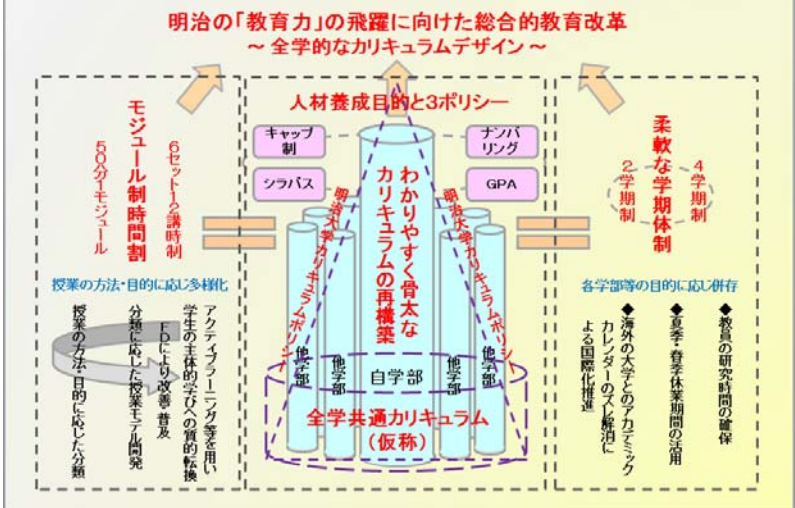 明治の「教育力」の飛躍に向けた総合的教育改革
～ 全学的なカリキュラムデザイン ～
6セット12講時制
モジュール制時間割
50分1モジュール
授業の方法・目的に応じ多様化
アクティブラーニング等を用い
学生の主体的学びへの質的転換
FDにより改善・普及
分類に応じた授業モデル開発
授業の方法・目的に応じた分類
人材養成目的と3ポリシー
キャップ
制
ナンバ
リング
シラバス
GPA
わかりやすく骨太な
カリキュラムの再構築
明治大学カリキュラムポリシー
明治大学カリキュラムポリシー
他学部
他学部
自学部
他学部
他学部
全学共通カリキュラム
（仮称）
4学期制
柔軟な学期体制
2学期制
各学部等の目的に応じ併存
◆教員の研究時間の確保
◆夏季・春季休業期間の活用
◆海外の大学とのアカデミック
カレンダーのズレ解消に
よる国際化推進